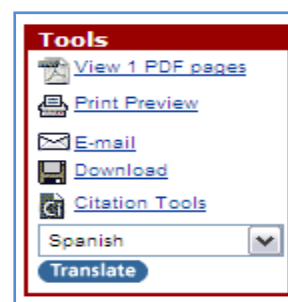 Tools
View 1 PDF pages
Print Preview
E-mail
Download
Citation Tools
Spanish
Translate